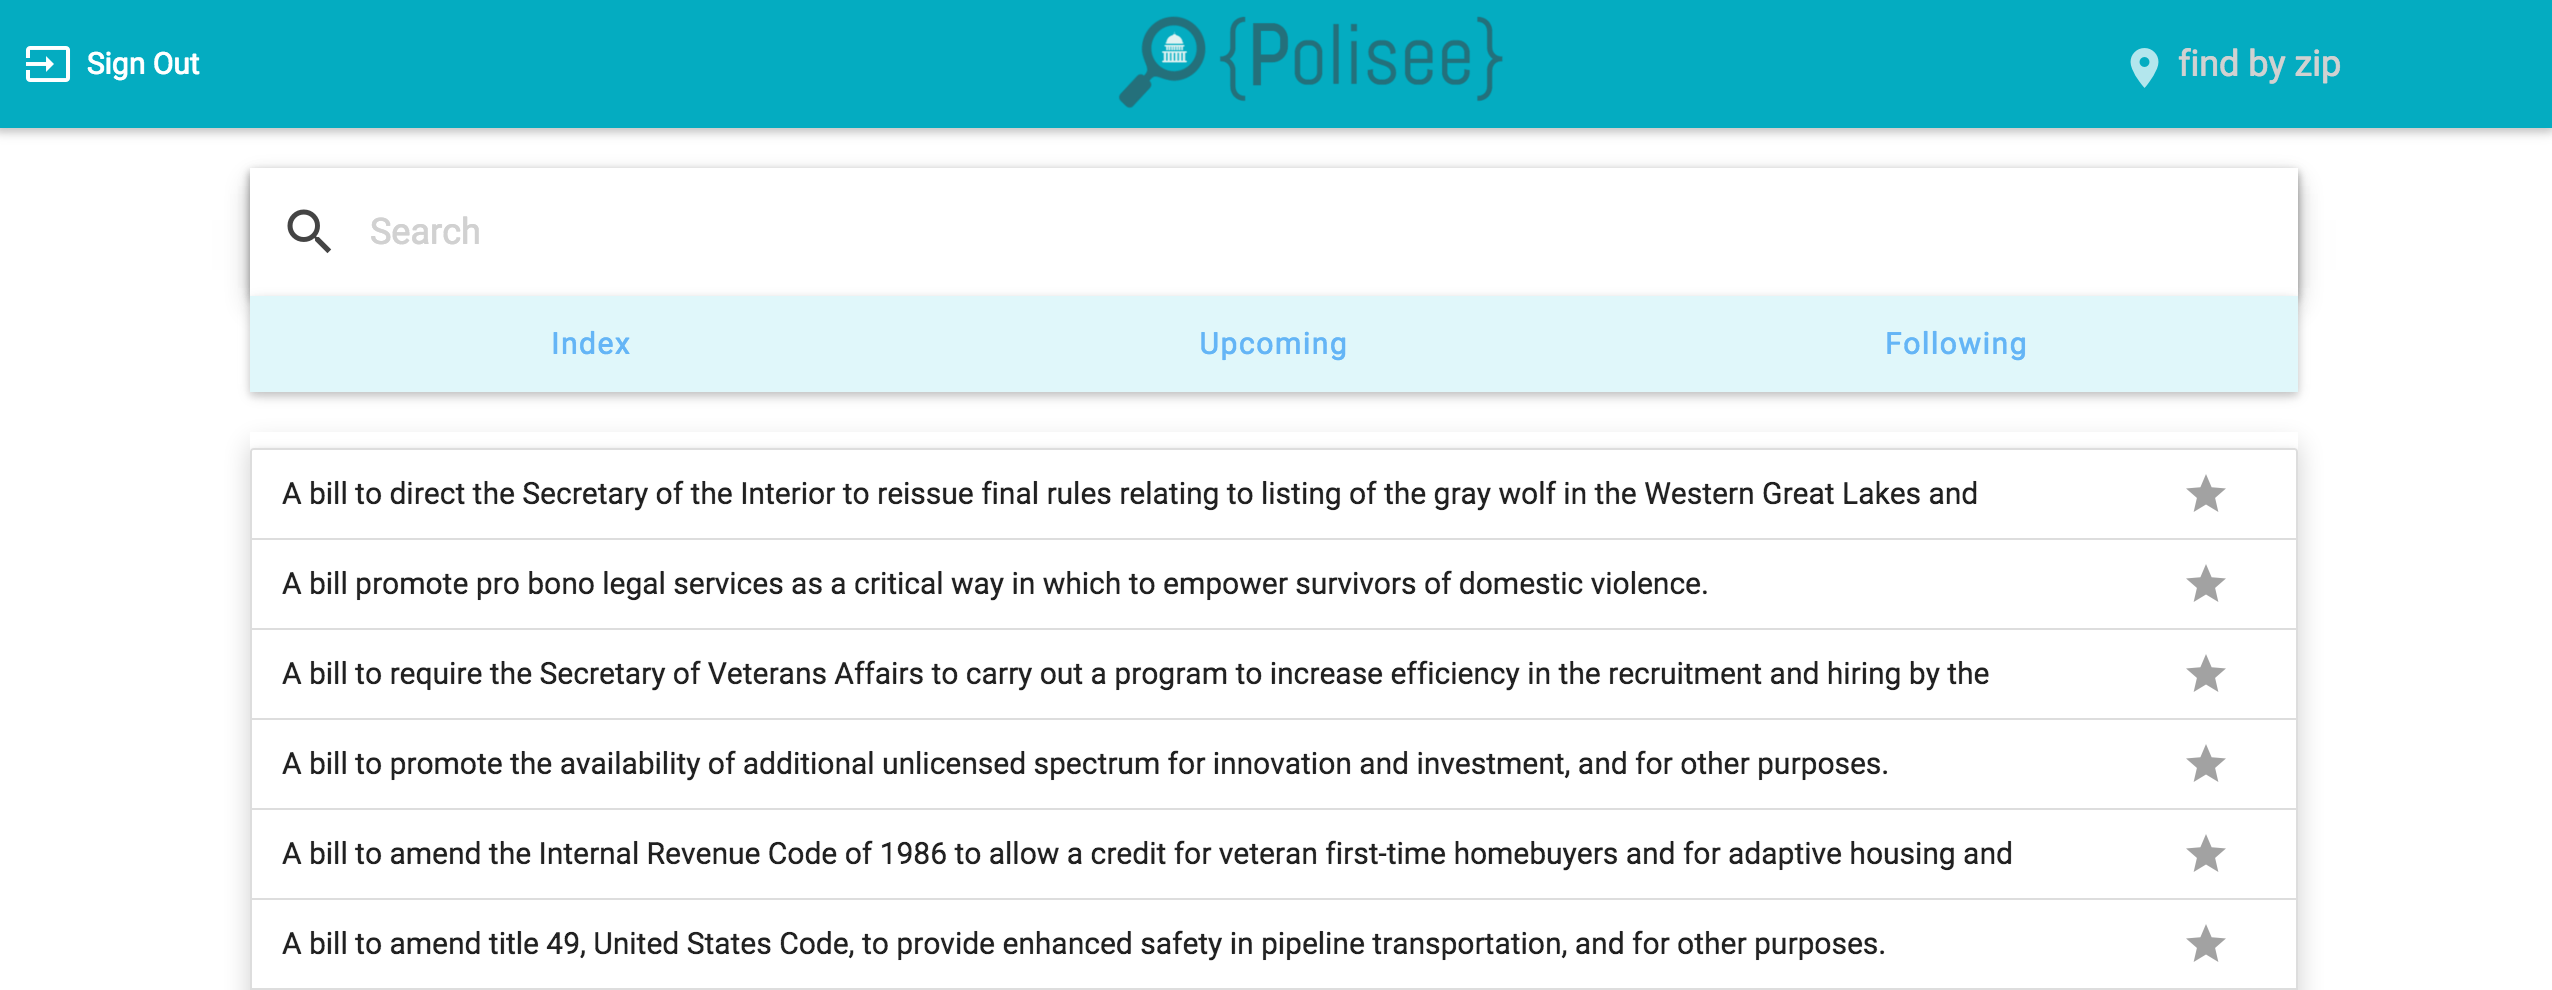 Sign Out
{Polisee}
find by zip
Search
Index
Upcoming
Following
A bill to direct the Secretary of the Interior to reissue final rules relating to listing of the gray wolf in the Western Great Lakes and
A bill promote pro bono legal services as a critical way in which to empower survivors of domestic violence.
A bill to require the Secretary of Veterans Affairs to carry out a program to increase efficiency in the recruitment and hiring by the
A bill to promote the availability of additional unlicensed spectrum for innovation and investment, and for other purposes.
A bill to amend the Internal Revenue Code of 1986 to allow a credit for veteran first-time homebuyers and for adaptive housing and
A bill to amend title 49, United States Code, to provide enhanced safety in pipeline transportation, and for other purposes.